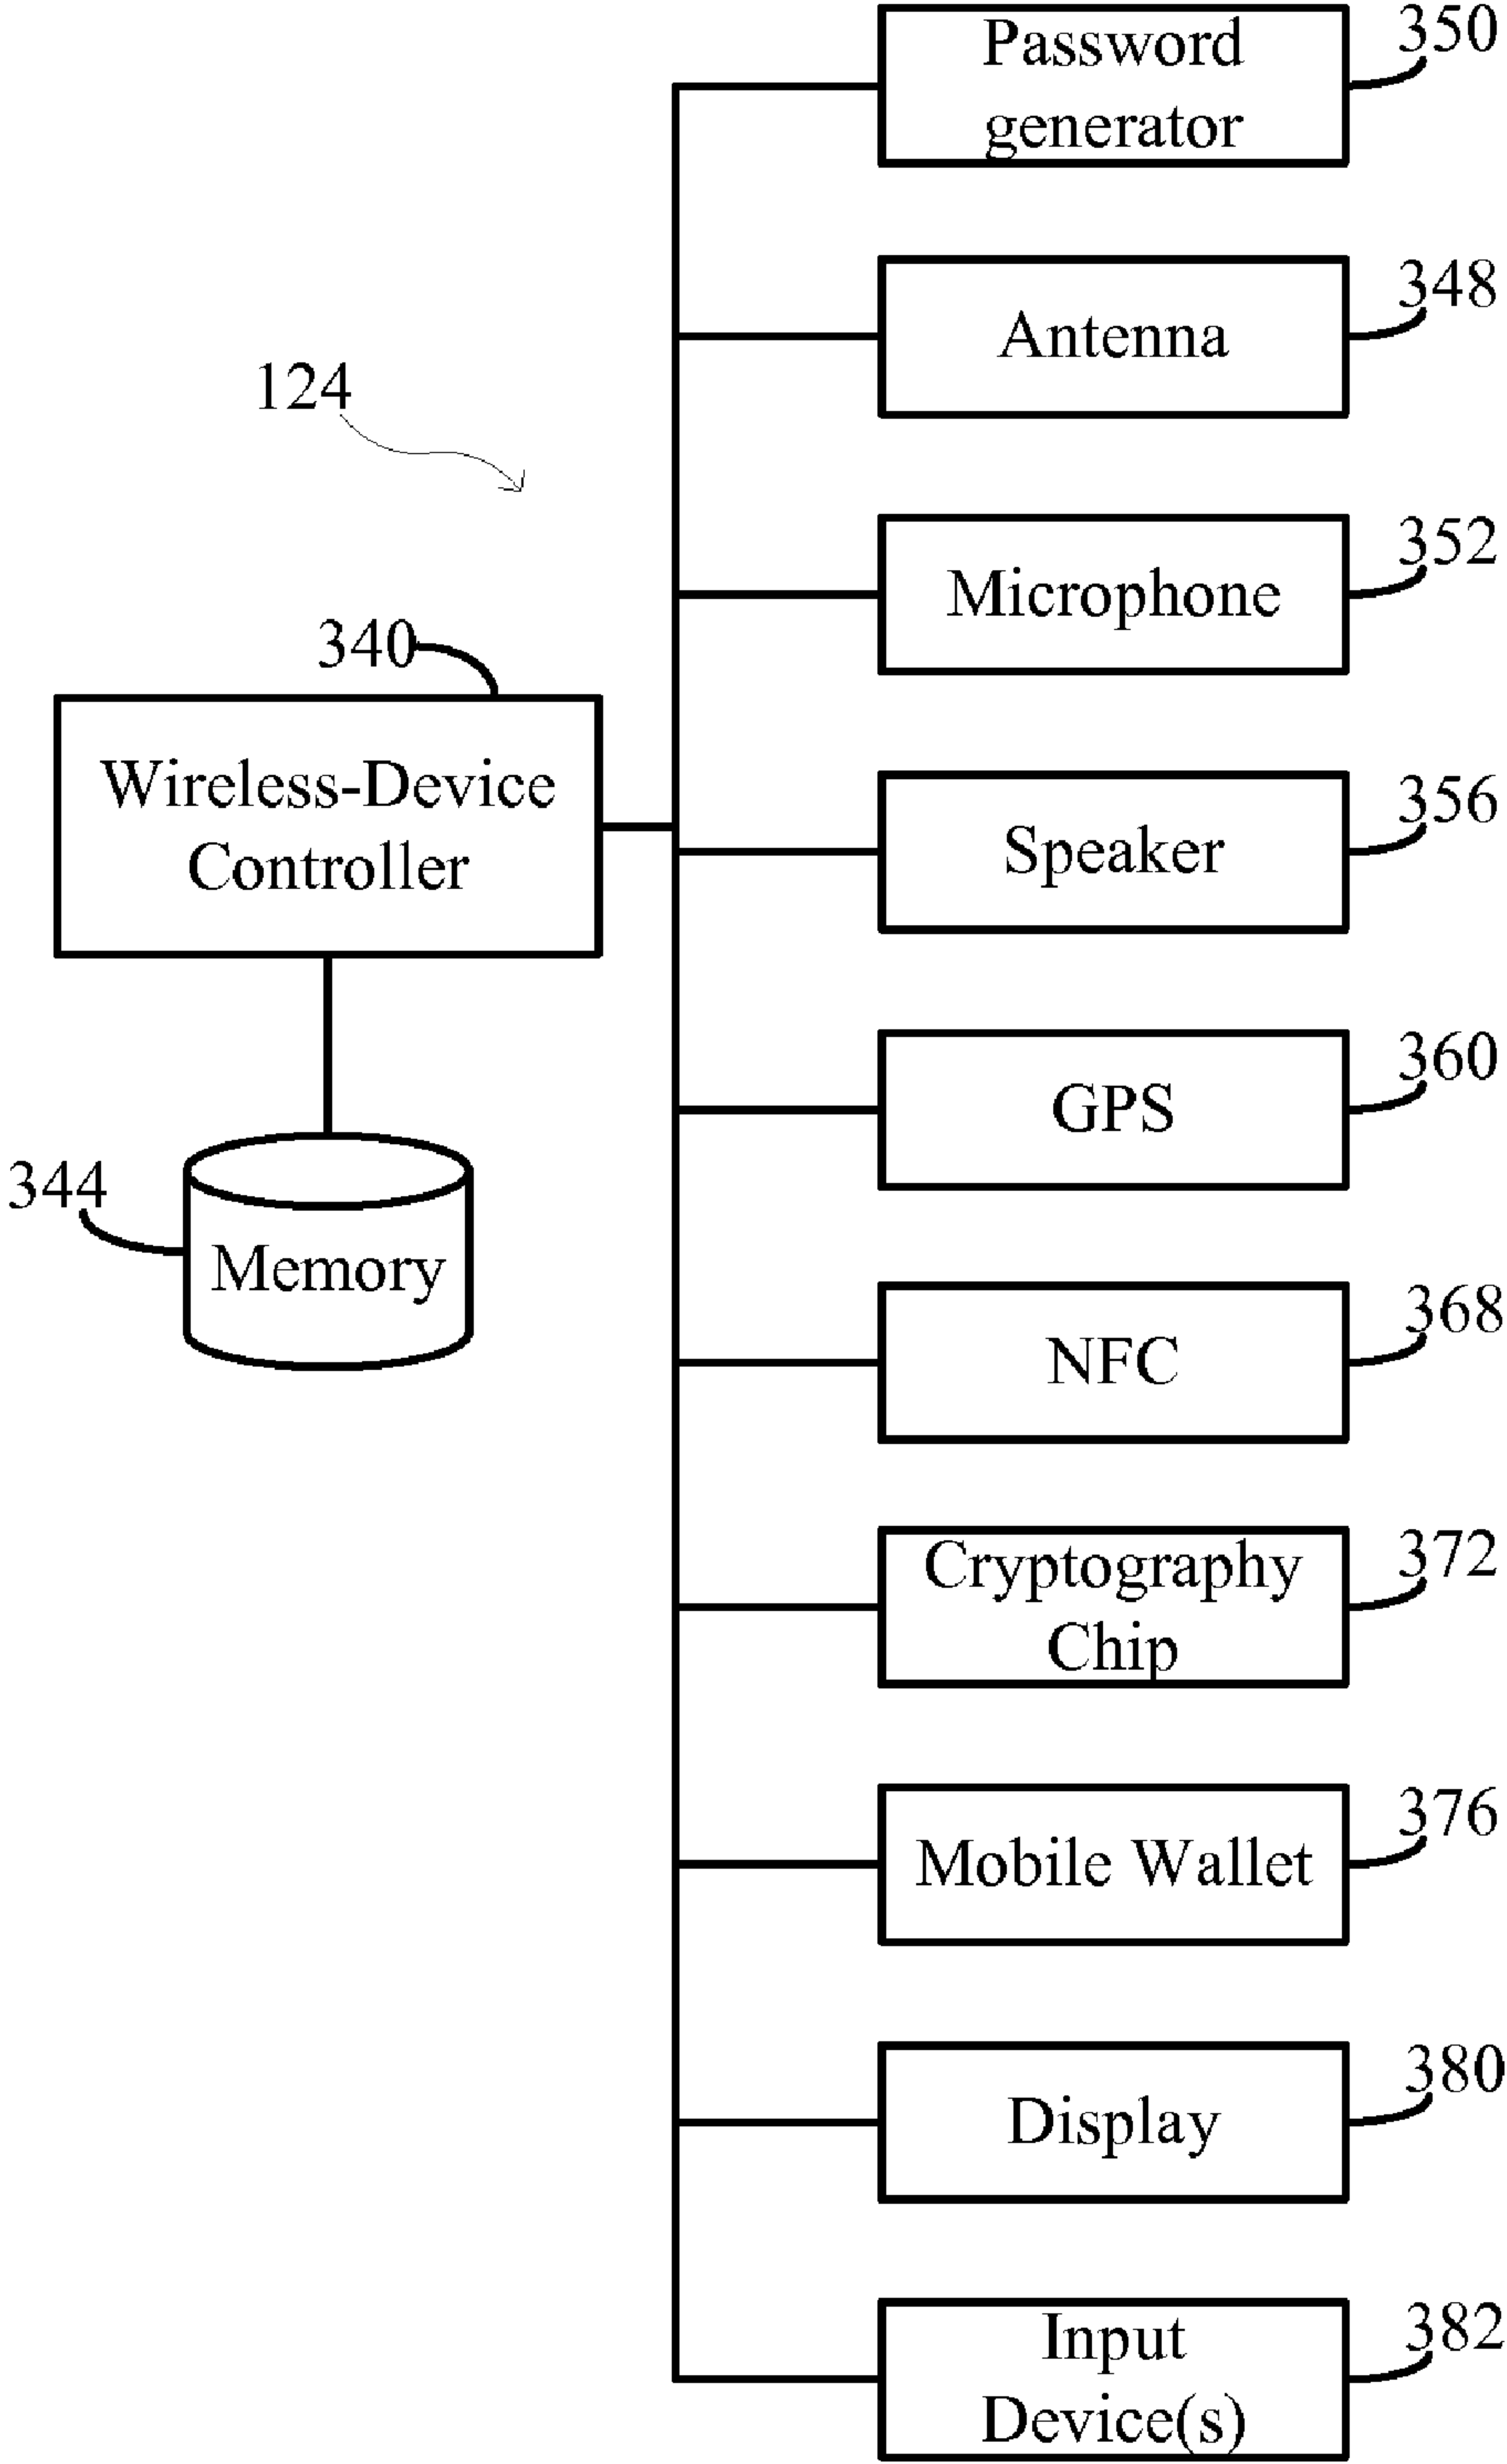 350
Password
generator
348
Antenna
124
352
Microphone
340
Wireless-Device
Controller
356
Speaker
360
GPS
344
Memory
368
NFC
372
Cryptography
Chip
376
Mobile Wallet
380
Display
382
Input
Device(s)